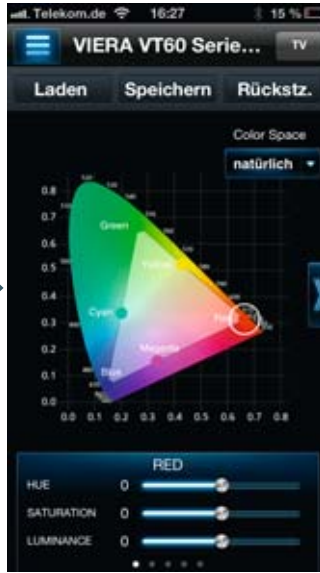 Telekom.de 16:27 15 %
VIERA VT60 Serie... TV
Laden Speichern Rückstz.
Color Space
natürlich
0.8
0.7
Green
0.6
0.5
Yellow
0.4
Cyan
Red
0.3
0.2
Magenta
0.1
Blue
0.0
0.0 0.1 0.2 0.3 0.4 0.5 0.6 0.7 0.8
RED
HUE 0
SATURATION 0
LUMINANCE 0